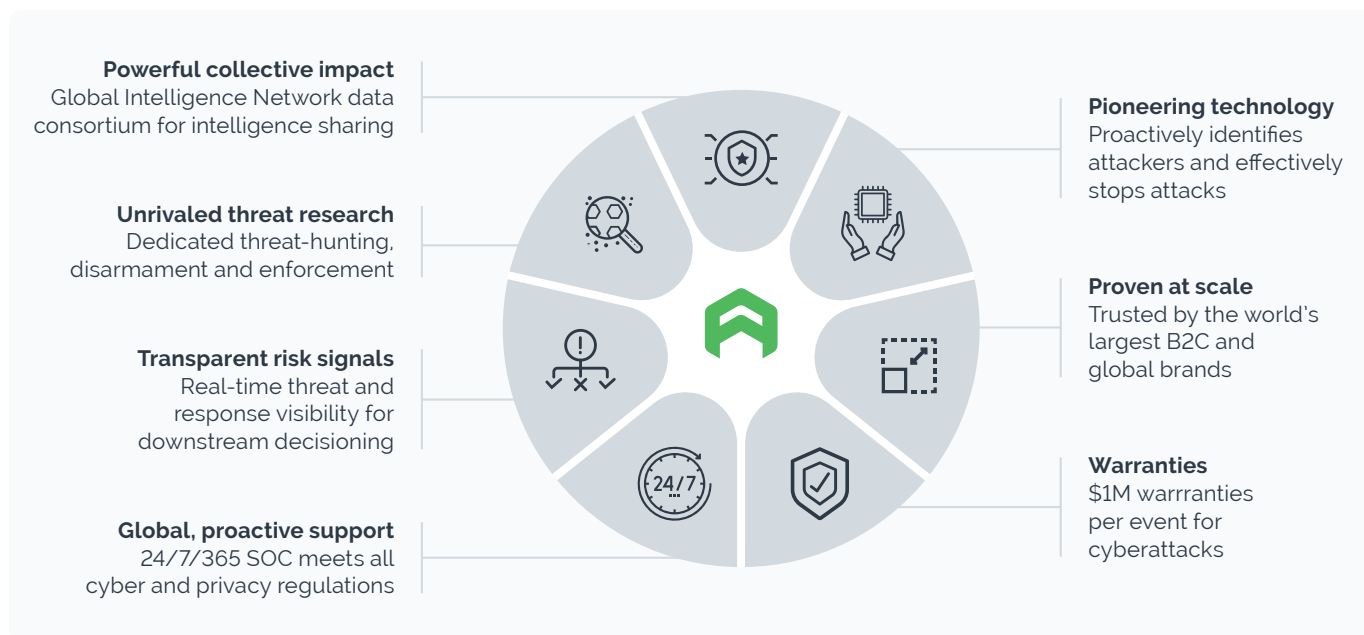 Powerful collective impact
Global Intelligence Network data
consortium for intelligence sharing
Unrivaled threat research
Dedicated threat-hunting,
disarmament and enforcement
Transparent risk signals
Real-time threat and
response visibility for
downstream decisioning
Global, proactive support
24/7/365 SOC meets all
cyber and privacy regulations
24/7
Pioneering technology
Proactively identifies
attackers and effectively
stops attacks
Proven at scale
Trusted by the world's
largest B2C and
global brands
Warranties
$1M warrranties
per event for
cyberattacks